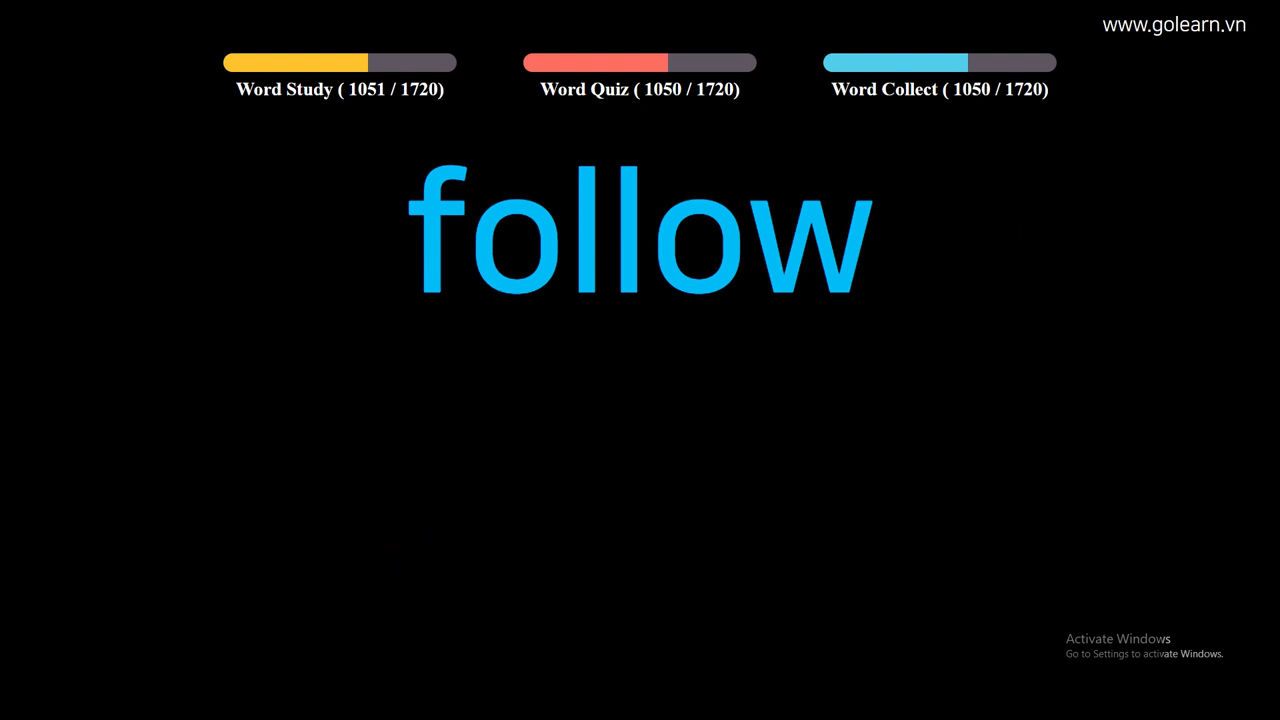 www.golearn.vn
Word Study ( 1051 / 1720)
Word Quiz ( 1050 / 1720)
Word Collect ( 1050 / 1720)
follow
Activate Windows
Go to Settings to activate Windows.